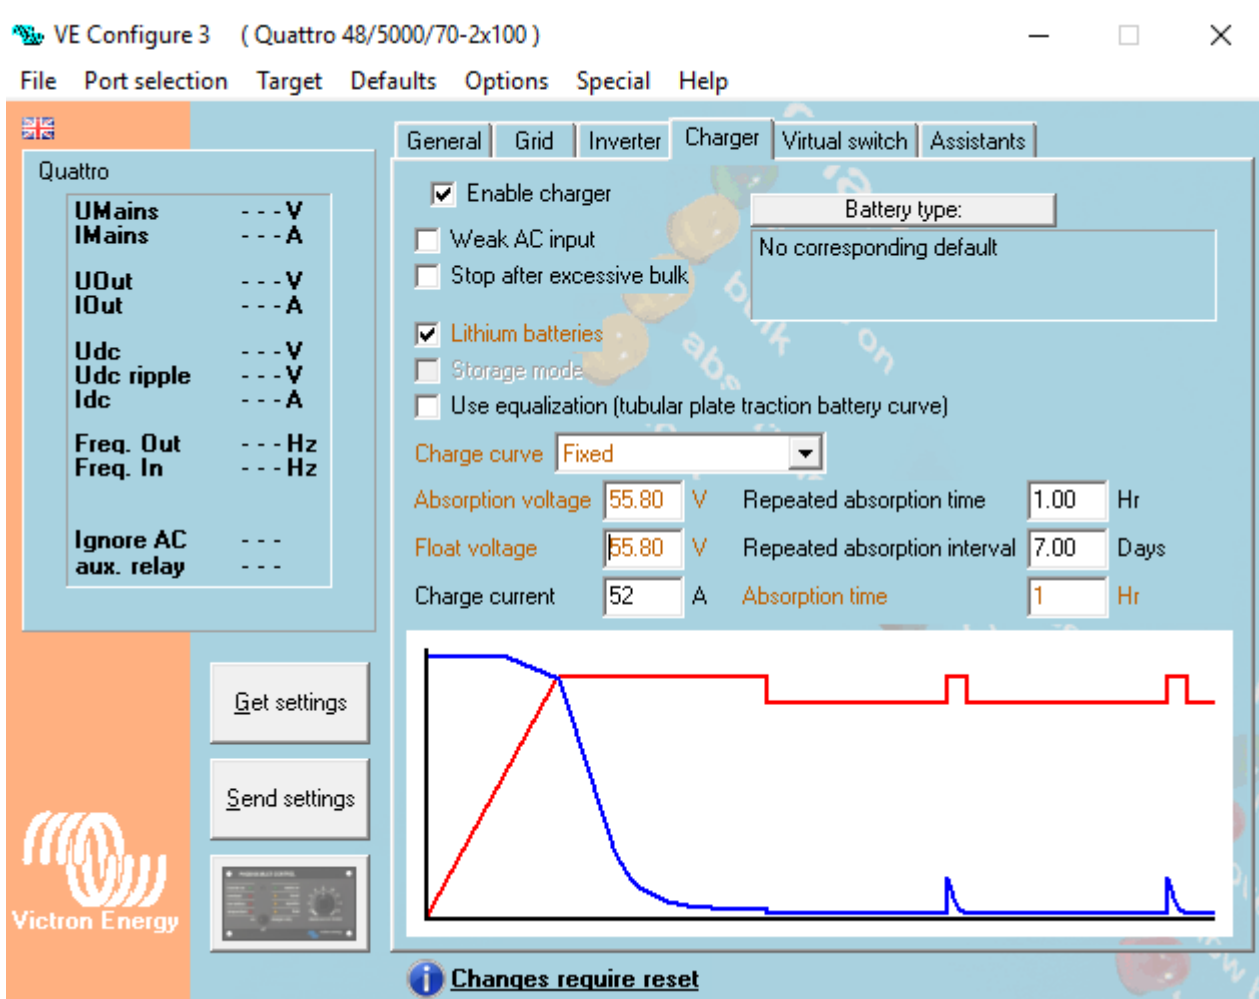 VE Configure 3 ( Quattro 48/5000/70-2x100 )
File Port selection Target Defaults Options Special Help
General Grid Inverter Charger Virtual switch Assistants
Quattro
UMains - - - V
IMains - - - A
UOut - - - V
IOut - - - A
Udc - - - V
Udc ripple - - - V
Idc - - - A
Freq. Out - - - Hz
Freq. In - - - Hz
Ignore AC - - -
aux. relay - - -
Get settings
Send settings
Victron Energy
Enable charger
Battery type:
Weak AC input
No corresponding default
Stop after excessive bulk
Lithium batteries
Storage mode
Use equalization (tubular plate traction battery curve)
Charge curve Fixed
Absorption voltage 55.80 V Repeated absorption time 1.00 Hr
Float voltage 55.80 V Repeated absorption interval 7.00 Days
Charge current 52 A Absorption time 1 Hr
bulk
abs
on
Changes require reset